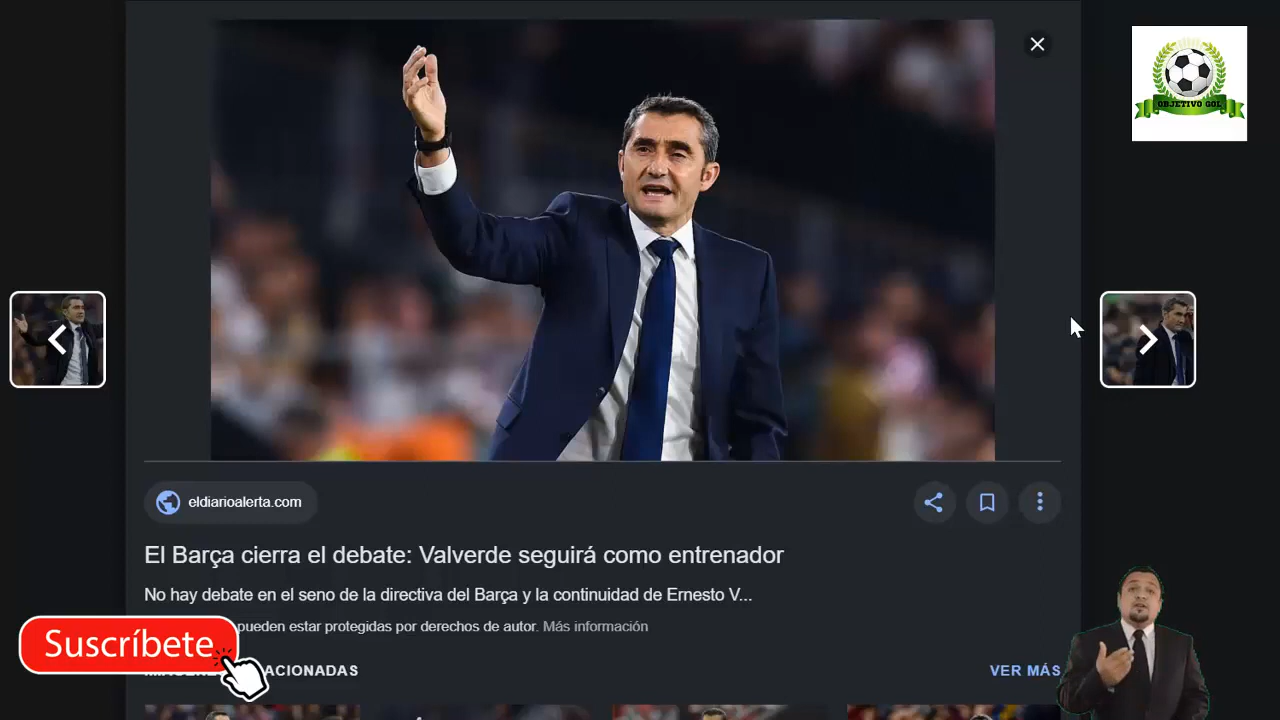 OBJETIVO GOL
eldiarioalerta.com
El Barça cierra el debate: Valverde seguirá como entrenador
No hay debate en el seno de la directiva del Barça y la continuidad de Ernesto V...
pueden estar protegidas por derechos de autor. Más información
Suscríbete
ACIONADAS
VER MÁS